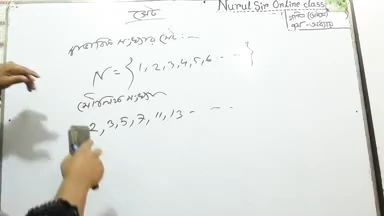 সেট
Nurul Sir Online class
স্বাভাবিক সংখ্যার সেট:-
N = {1, 2, 3, 4, 5, 6 - - -}
মৌলিক সংখ্যা
2, 3, 5, 7, 11, 13 - - - -